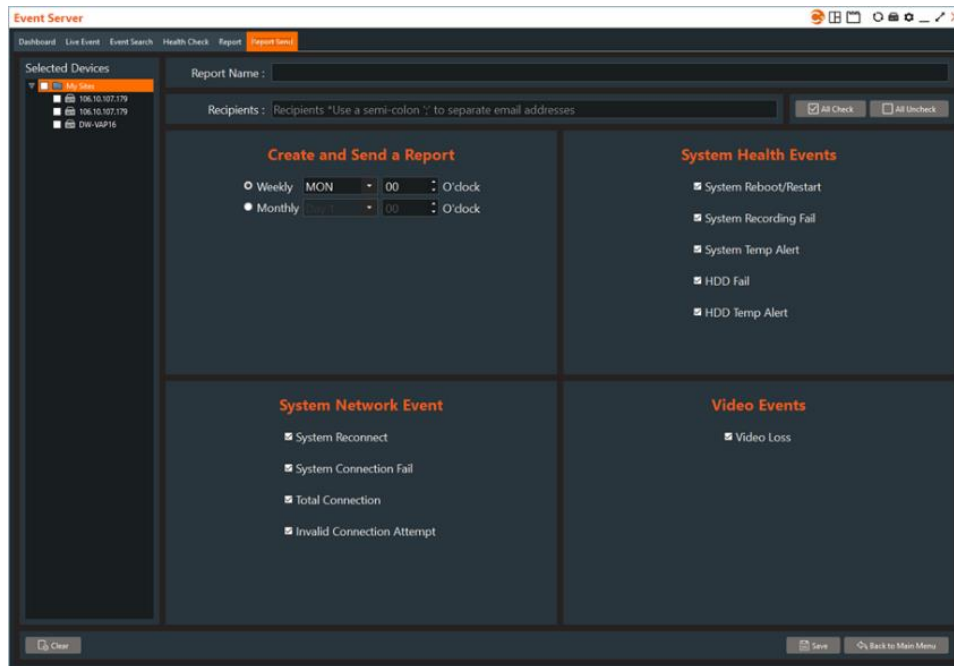 Event Server
Dashboard Live Event Event Search Health Check Report Report Send
Selected Devices
My Sites
106.10.107.179
106.10.107.179
DW-VAP16
Report Name :
Recipients : Recipients *Use a semi-colon ';' to separate email addresses
All Check All Uncheck
Create and Send a Report
Weekly MON 00 O'clock
Monthly Day 1 00 O'clock
System Health Events
System Reboot/Restart
System Recording Fail
System Temp Alert
HDD Fail
HDD Temp Alert
System Network Event
System Reconnect
System Connection Fail
Total Connection
Invalid Connection Attempt
Video Events
Video Loss
Clear Save Back to Main Menu